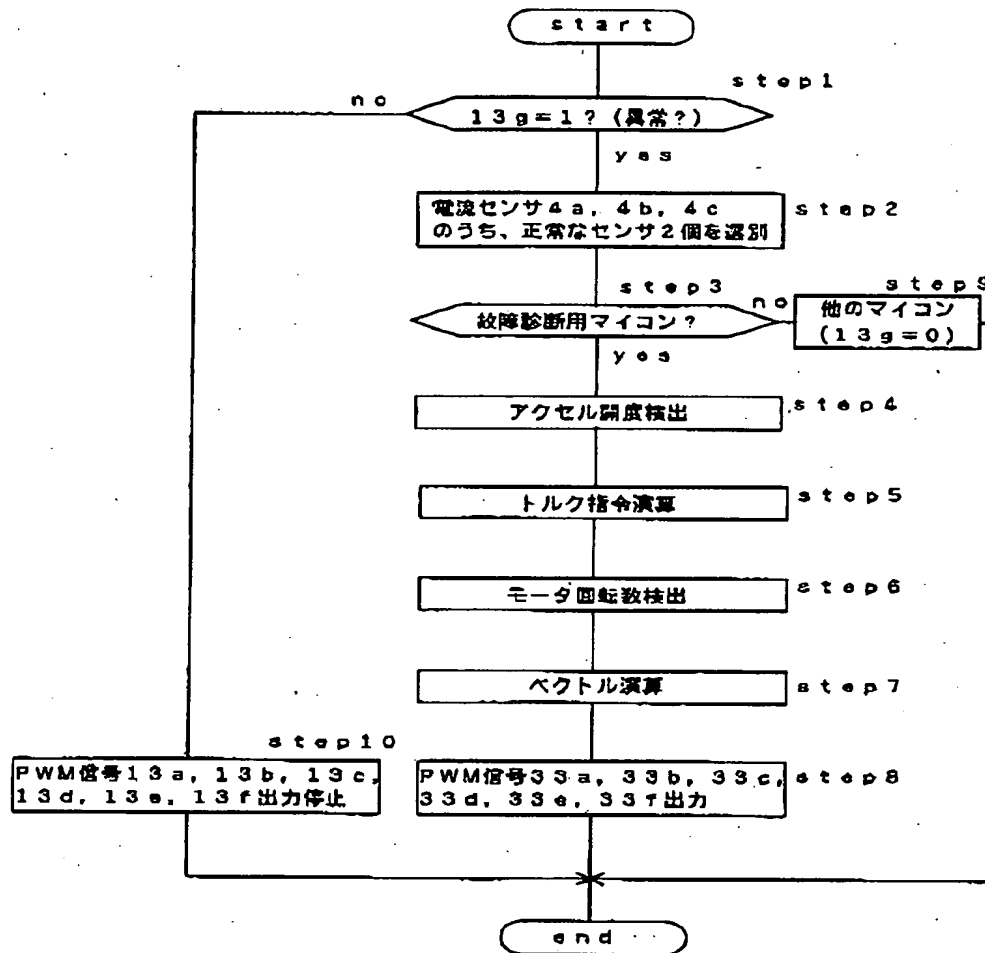 start
step1
no
13g=1?(異常?)
yes
電流センサ4a,4b,4c
のうち、正常なセンサ2個を選別
step2
step3
故障診断用マイコン?
no
step9
他のマイコン
(13g=0)
yes
アクセル開度検出
step4
トルク指令演算
step5
モータ回転数検出
step6
ベクトル演算
step7
step10
PWM信号13a,13b,13c,
13d,13e,13f出力停止
PWM信号33a,33b,33c,
33d,33e,33f出力
step8
end